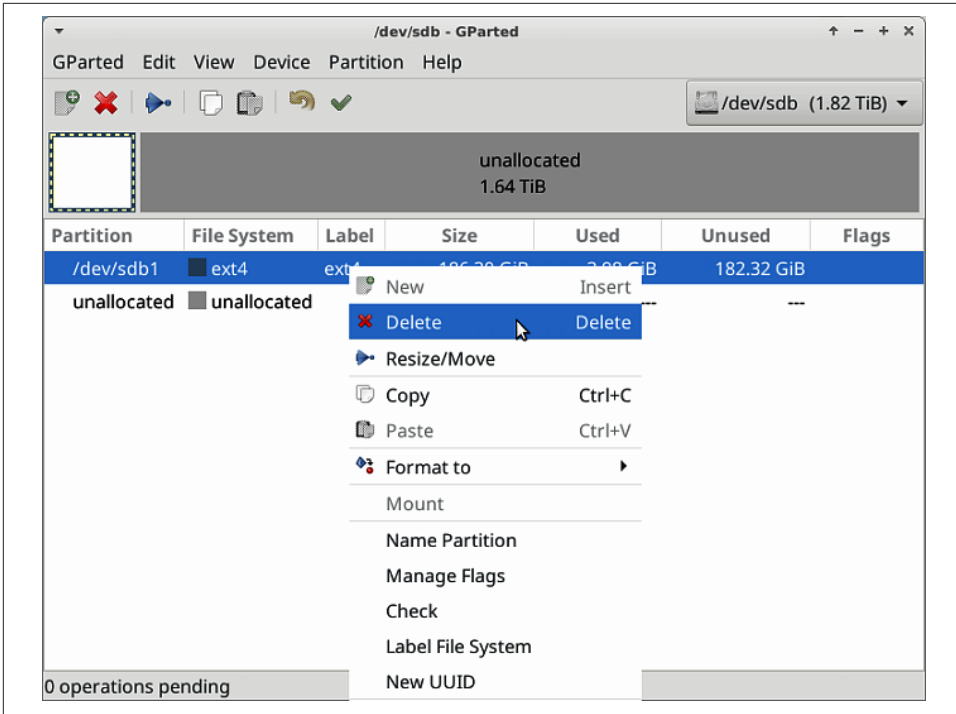 /dev/sdb - GParted
GParted Edit View Device Partition Help
/dev/sdb (1.82 TiB)
unallocated
1.64 TiB
Partition File System Label Size Used Unused Flags
/dev/sdb1 ext4 182.32 GiB
unallocated unallocated --- ---
New Insert
Delete Delete
Resize/Move
Copy Ctrl+C
Paste Ctrl+V
Format to
Mount
Name Partition
Manage Flags
Check
Label File System
New UUID
0 operations pending